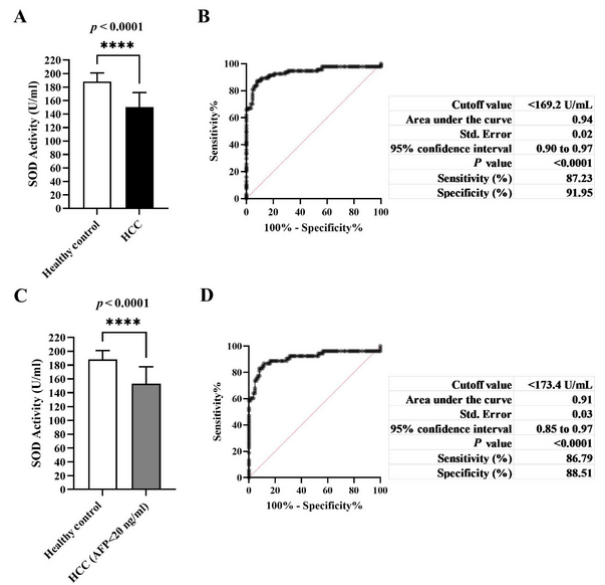 A
p < 0.0001
****
SOD Activity (U/ml)
220
200
180
160
140
120
100
80
60
40
20
0
Healthy control
HCC
B
Sensitivity%
100
80
60
40
20
0
0 20 40 60 80 100
100% - Specificity%
Cutoff value <169.2 U/mL
Area under the curve 0.94
Std. Error 0.02
95% confidence interval 0.90 to 0.97
P value <0.0001
Sensitivity (%) 87.23
Specificity (%) 91.95
C
p < 0.0001
****
SOD Activity (U/ml)
220
200
180
160
140
120
100
80
60
40
20
0
Healthy control
HCC (AFP<20 ng/ml)
D
Sensitivity%
100
80
60
40
20
0
0 20 40 60 80 100
100% - Specificity%
Cutoff value <173.4 U/mL
Area under the curve 0.91
Std. Error 0.03
95% confidence interval 0.85 to 0.97
P value <0.0001
Sensitivity (%) 86.79
Specificity (%) 88.51